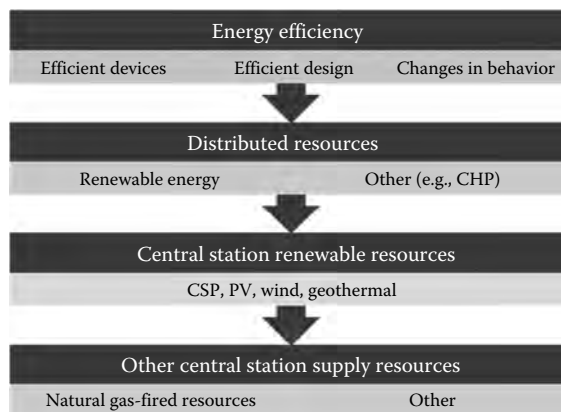 Energy efficiency
Efficient devices Efficient design Changes in behavior
Distributed resources
Renewable energy Other (e.g., CHP)
Central station renewable resources
CSP, PV, wind, geothermal
Other central station supply resources
Natural gas-fired resources Other